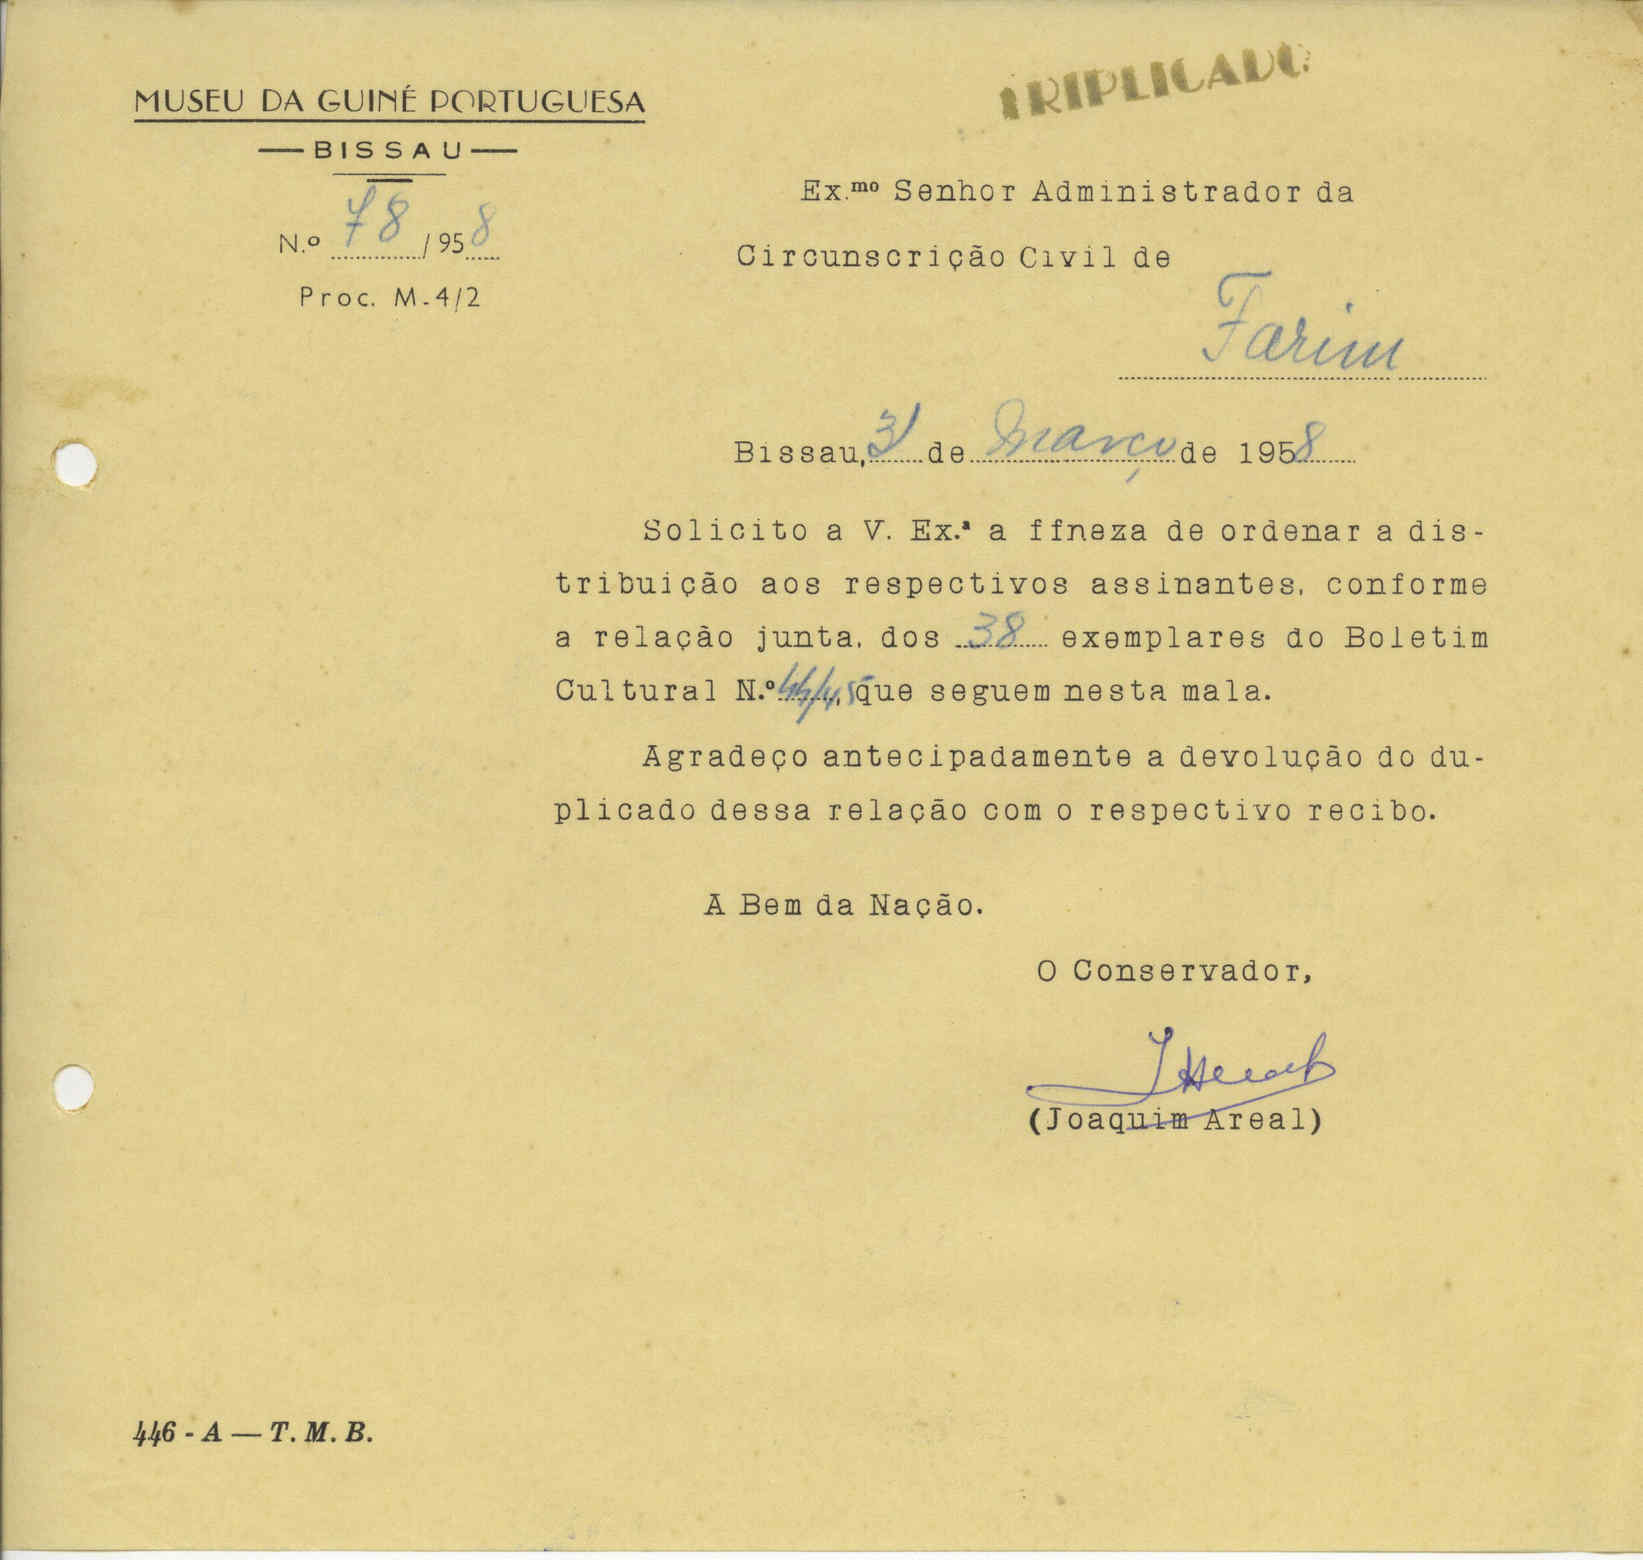 TRIPLICADO
MUSEU DA GUINÉ PORTUGUESA
BISSAU
N.º 78/958
Proc. M-4/2
Ex.mo Senhor Administrador da
Circunscrição Civil de
Farim
Bissau, 31 de Março de 1958
Solicito a V. Ex.ª a ffneza de ordenar a dis-
tribuição aos respectivos assinantes, conforme
a relação junta, dos 38 exemplares do Boletim
Cultural N.º 44/45, que seguem nesta mala.
Agradeço antecipadamente a devolução do du-
plicado dessa relação com o respectivo recibo.
A Bem da Nação.
O Conservador,
(Joaquim Areal)
446 - A — T. M. B.